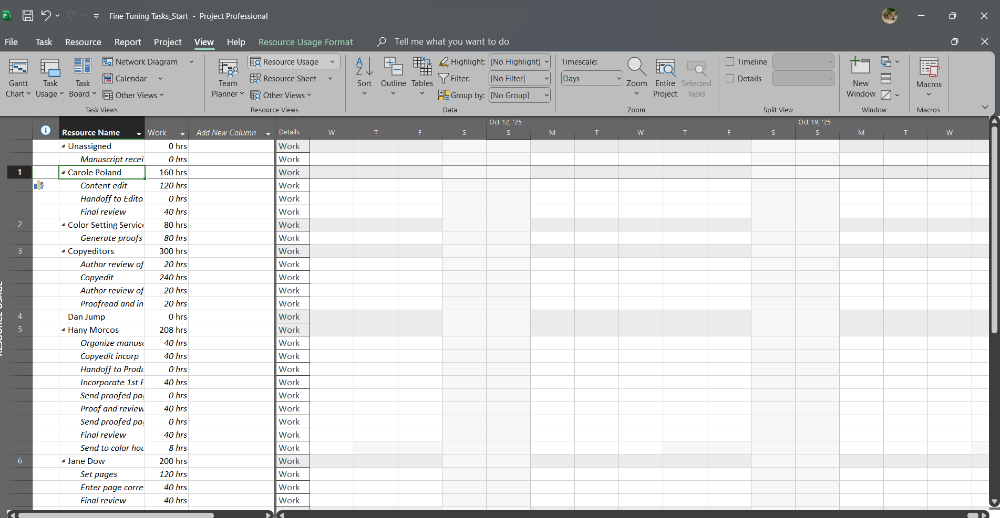 Fine Tuning Tasks_Start - Project Professional
File Task Resource Report Project View Help Resource Usage Format Tell me what you want to do
Gantt Chart
Task Usage
Task Board
Network Diagram
Calendar
Other Views
Task Views
Team Planner
Resource Usage
Resource Sheet
Other Views
Resource Views
Sort
Outline
Tables
Highlight: [No Highlight]
Filter: [No Filter]
Group by: [No Group]
Data
Timescale:
Days
Zoom
Entire Project
Selected Tasks
Zoom
Timeline
Details
Split View
New Window
Window
Macros
Macros
Oct 12, '25 Oct 19, '25
Resource Name Work Add New Column Details W T F S S M T W T F S S M T W
Unassigned 0 hrs Work
Manuscript recei 0 hrs Work
1 Carole Poland 160 hrs Work
Content edit 120 hrs Work
Handoff to Edito 0 hrs Work
Final review 40 hrs Work
2 Color Setting Service 80 hrs Work
Generate proofs 80 hrs Work
3 Copyeditors 300 hrs Work
Author review of 20 hrs Work
Copyedit 240 hrs Work
Author review of 20 hrs Work
Proofread and in 20 hrs Work
4 Dan Jump 0 hrs Work
5 Hany Morcos 208 hrs Work
Organize manusc 40 hrs Work
Copyedit incorp 40 hrs Work
Handoff to Produ 0 hrs Work
Incorporate 1st P 40 hrs Work
Send proofed pag 0 hrs Work
Proof and review 40 hrs Work
Send proofed pag 0 hrs Work
Final review 40 hrs Work
Send to color hou 8 hrs Work
6 Jane Dow 200 hrs Work
Set pages 120 hrs Work
Enter page corre 40 hrs Work
Final review 40 hrs Work